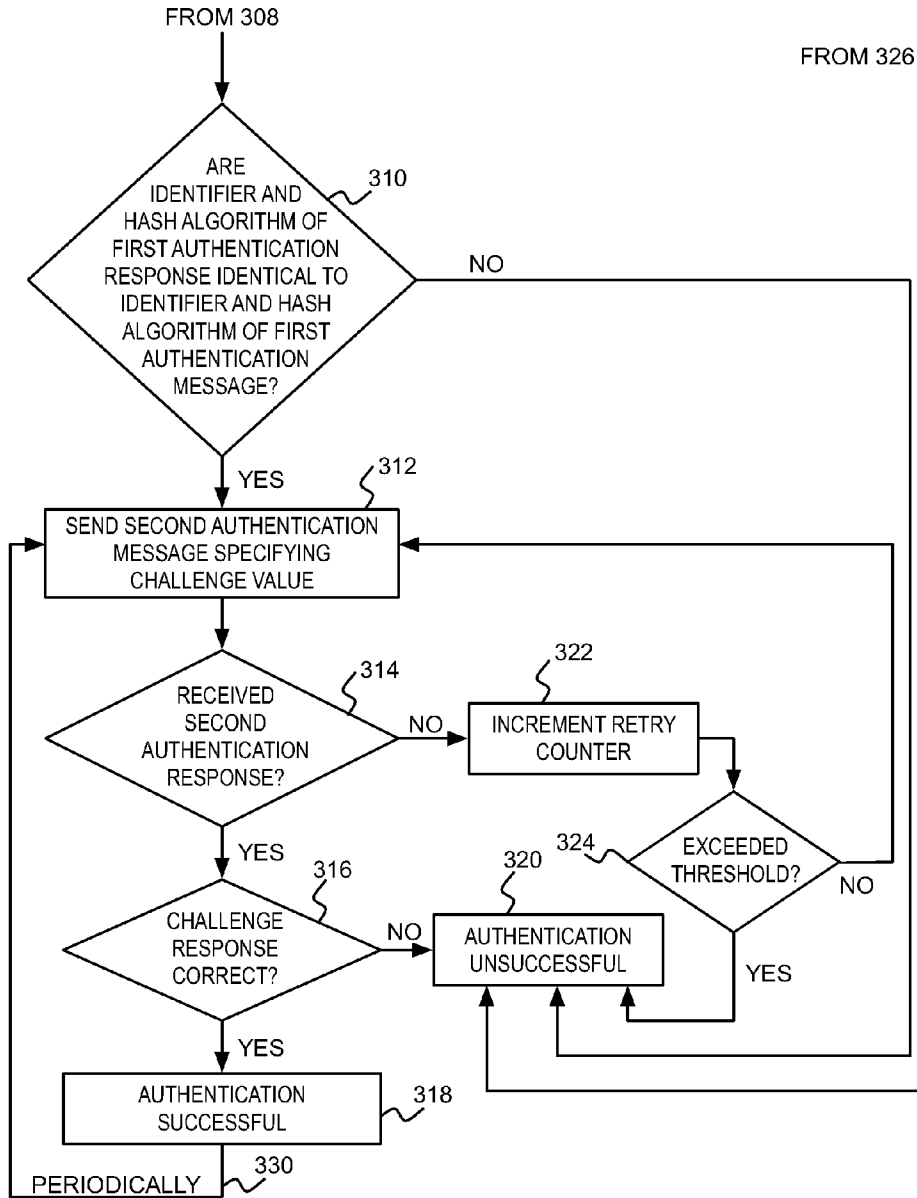 FROM 308
FROM 326
ARE
IDENTIFIER AND
HASH ALGORITHM OF
FIRST AUTHENTICATION
RESPONSE IDENTICAL TO
IDENTIFIER AND HASH
ALGORITHM OF FIRST
AUTHENTICATION
MESSAGE?
310
NO
YES
312
SEND SECOND AUTHENTICATION
MESSAGE SPECIFYING
CHALLENGE VALUE
314
RECEIVED
SECOND
AUTHENTICATION
RESPONSE?
NO
322
INCREMENT RETRY
COUNTER
324
EXCEEDED
THRESHOLD?
NO
YES
YES
316
CHALLENGE
RESPONSE
CORRECT?
NO
320
AUTHENTICATION
UNSUCCESSFUL
YES
AUTHENTICATION
SUCCESSFUL
318
PERIODICALLY
330